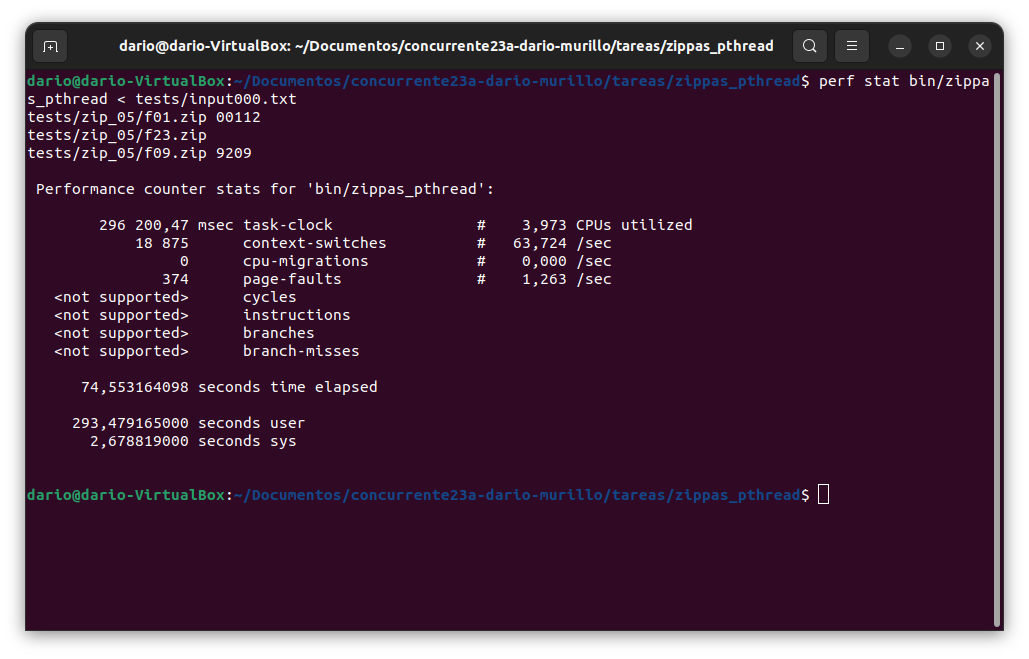 dario@dario-VirtualBox: ~/Documentos/concurrente23a-dario-murillo/tareas/zippas_pthread
dario@dario-VirtualBox:~/Documentos/concurrente23a-dario-murillo/tareas/zippas_pthread$ perf stat bin/zippa
s_pthread < tests/input000.txt
tests/zip_05/f01.zip 00112
tests/zip_05/f23.zip
tests/zip_05/f09.zip 9209
Performance counter stats for 'bin/zippas_pthread':
296 200,47 msec task-clock # 3,973 CPUs utilized
18 875 context-switches # 63,724 /sec
0 cpu-migrations # 0,000 /sec
374 page-faults # 1,263 /sec
<not supported> cycles
<not supported> instructions
<not supported> branches
<not supported> branch-misses
74,553164098 seconds time elapsed
293,479165000 seconds user
2,678819000 seconds sys
dario@dario-VirtualBox:~/Documentos/concurrente23a-dario-murillo/tareas/zippas_pthread$